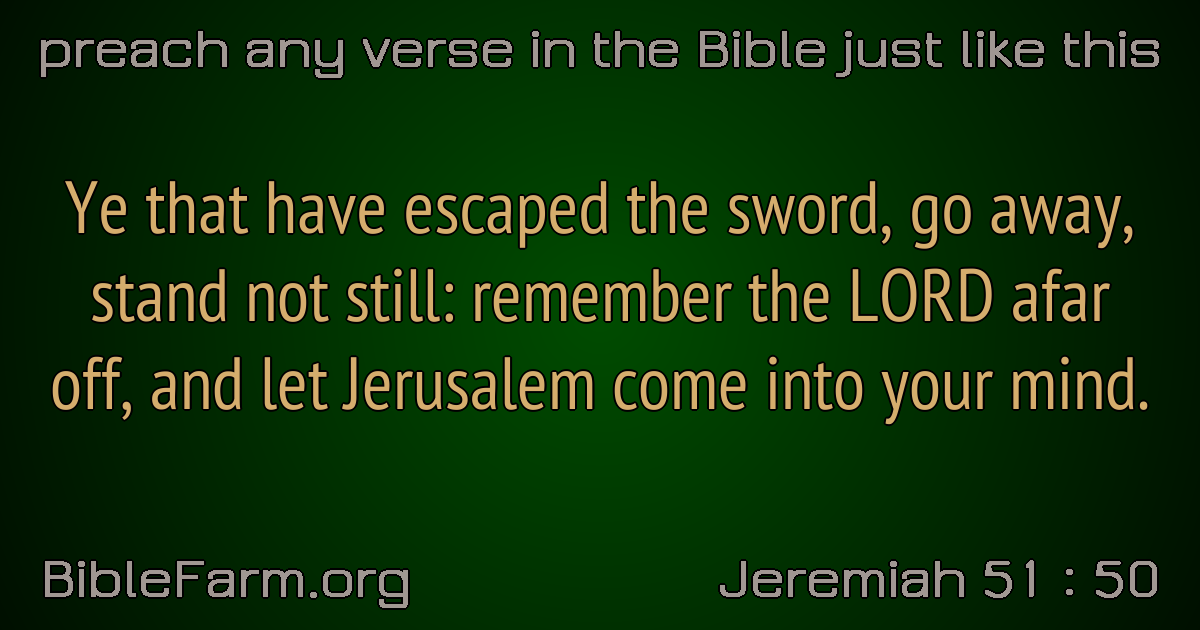 preach any verse in the Bible just like this
Ye that have escaped the sword, go away,
stand not still: remember the LORD afar
off, and let Jerusalem come into your mind.
BibleFarm.org
Jeremiah 51 : 50